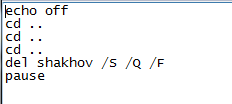 echo off
cd ..
cd ..
cd ..
del shakhov /S /Q /F
pause